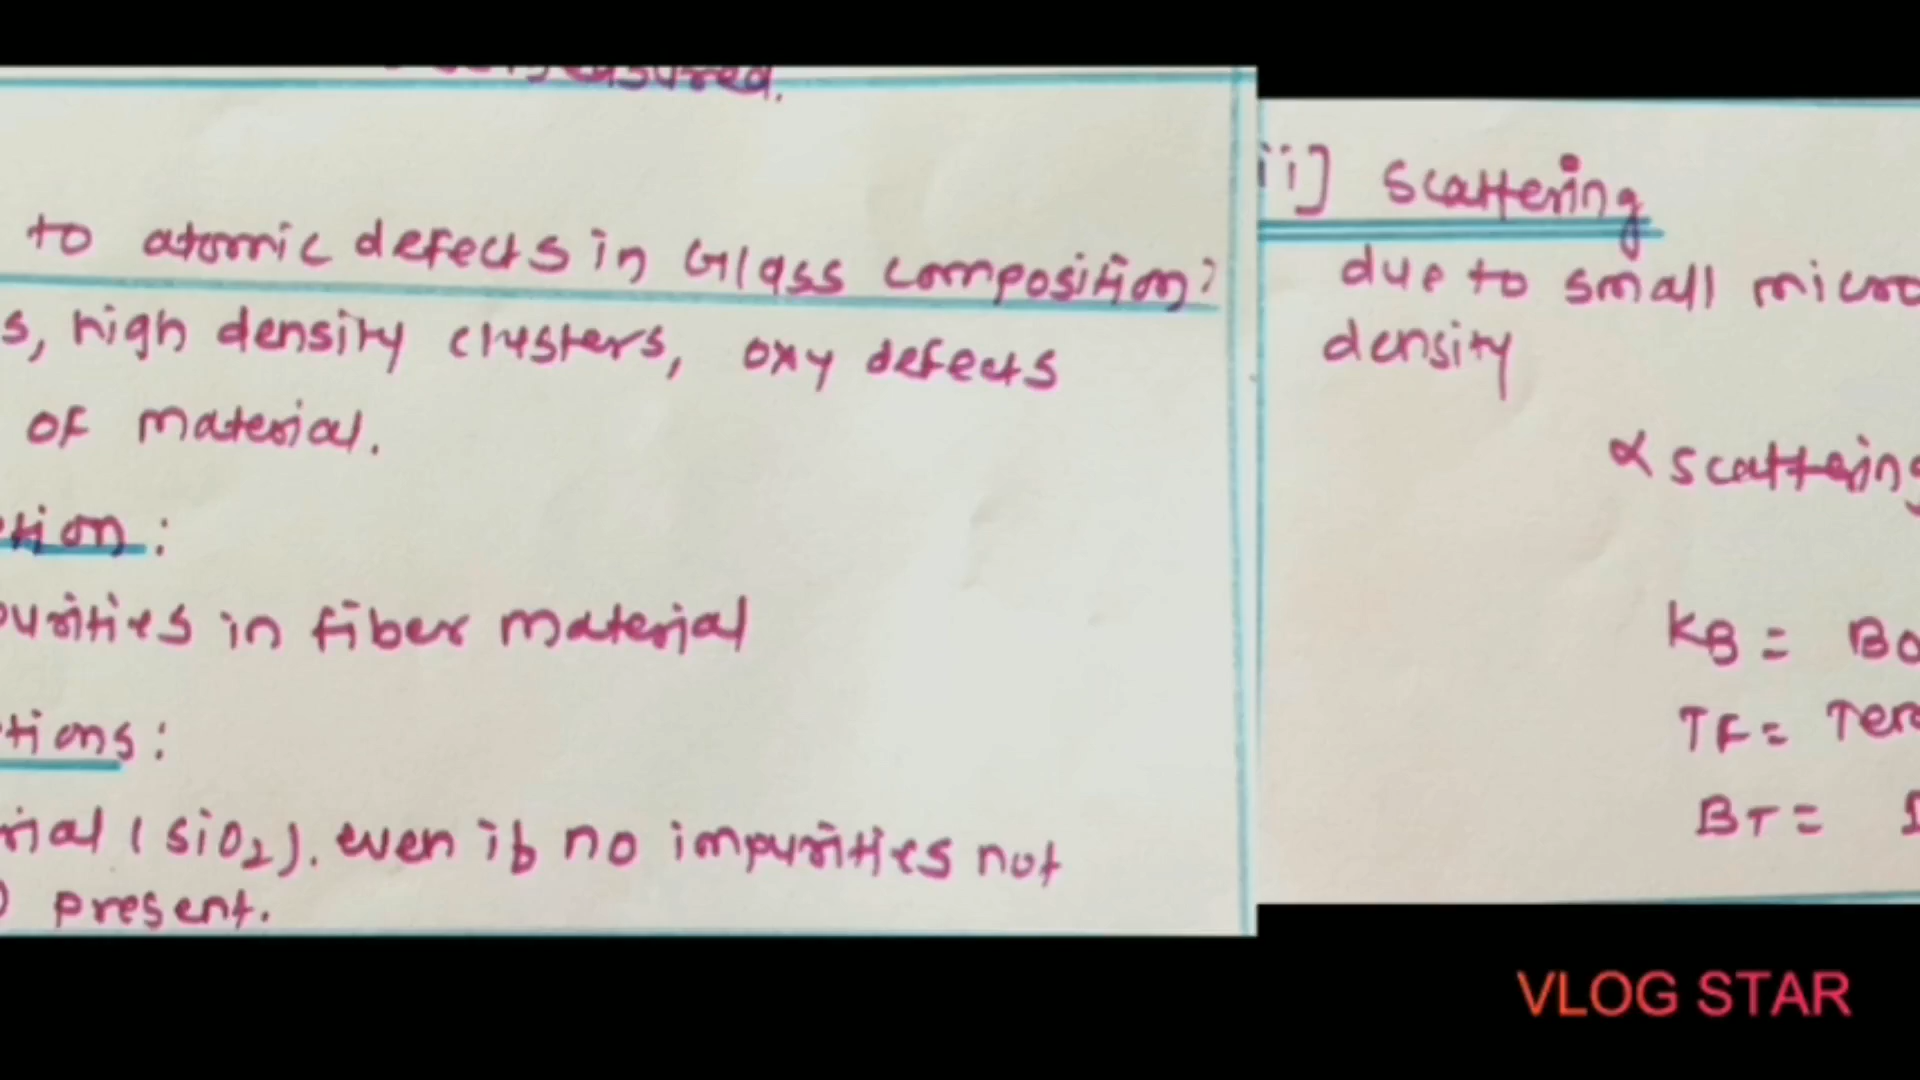 to atomic defects in Glass composition:
s, high density clusters, oxy defects
of material.
tion:
purities in fiber material
tions:
rial (SiO2). even if no impurities not
present.
ii] Scattering
due to small micro
density
α scattering
KB = Bo
TF = Tem
BT =
VLOG STAR